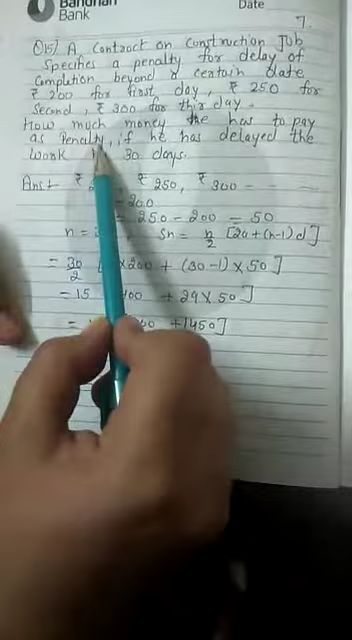 Bandhan
Bank
Date
7.
Q15) A Contract on Construction Job
Specifies a penalty for delay of
Completion beyond a certain date
₹ 200 for first day, ₹ 250 for
Second, ₹ 300 for third day.
How much money he has to pay
as Penalty, if he has delayed the
Work 30 days.
Ans:- ₹ ₹ 250, ₹ 300 - -
= 200
= 250 - 200 = 50
n = Sn = n/2 [2a + (n-1) d]
= 30/2 [ × 200 + (30-1) × 50]
= 15 400 + 29 × 50]
= + 1450]